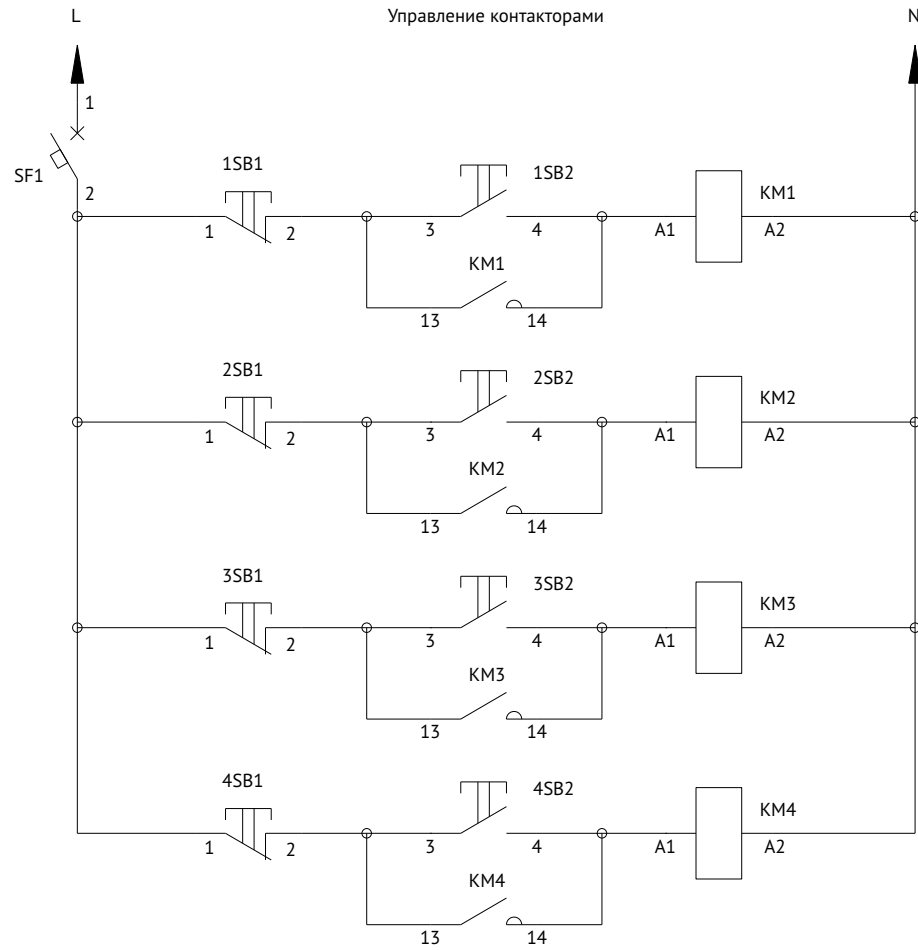 L Управление контакторами N
1
SF1
2
1SB1 1SB2 KM1
1 2 3 4 A1 A2
KM1
13 14
2SB1 2SB2 KM2
1 2 3 4 A1 A2
KM2
13 14
3SB1 3SB2 KM3
1 2 3 4 A1 A2
KM3
13 14
4SB1 4SB2 KM4
1 2 3 4 A1 A2
KM4
13 14